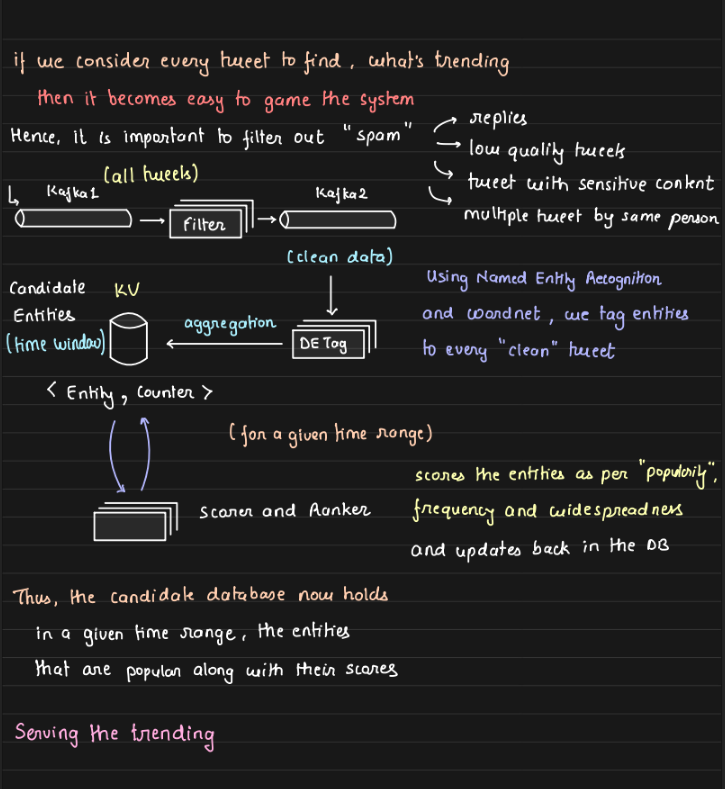 if we consider every tweet to find, what's trending
then it becomes easy to game the system
Hence, it is important to filter out "spam"
replies
low quality tweets
tweet with sensitive content
multiple tweet by same person
(all tweets)
Kafka1
Filter
Kafka2
(clean data)
Candidate
Entities
(time window)
KV
aggregation
DE Tag
Using Named Entity Recognition
and wordnet, we tag entities
to every "clean" tweet
< Entity, Counter >
(for a given time range)
Scorer and Ranker
scores the entities as per "popularity",
frequency and widespreadness
and updates back in the DB
Thus, the candidate database now holds
in a given time range, the entities
that are popular along with their scores
Serving the trending